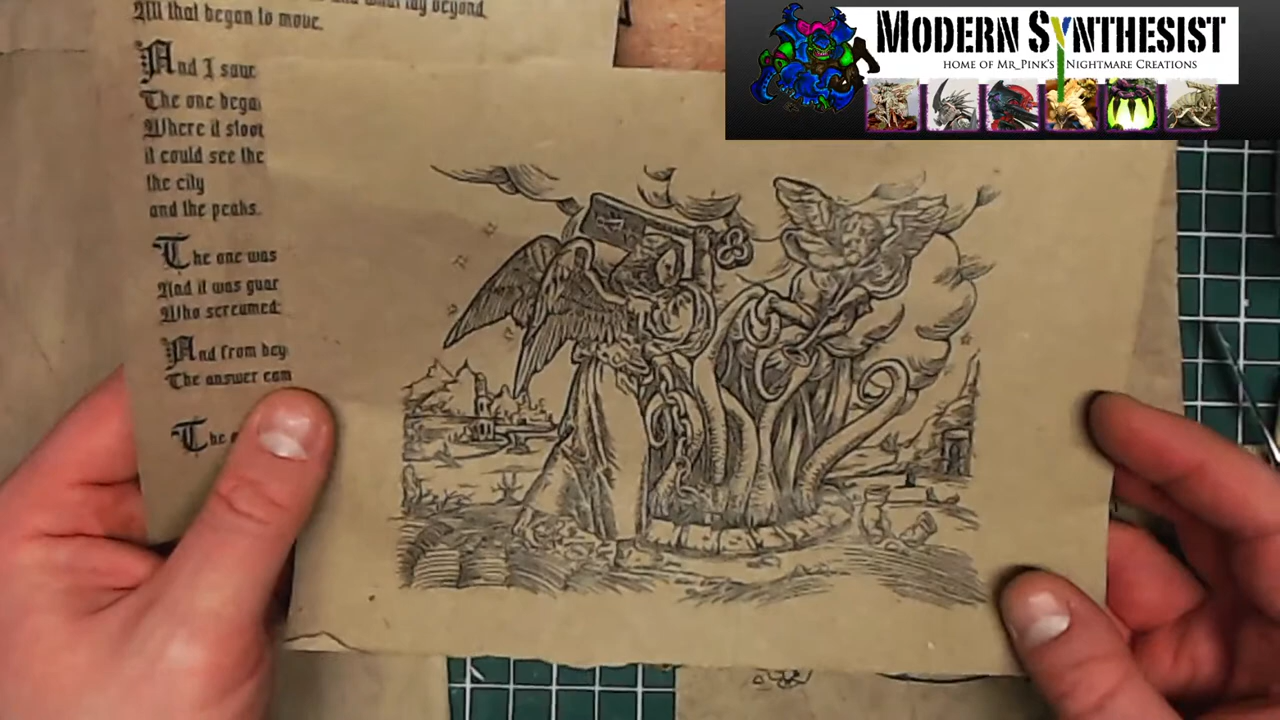 All that began to move.
And I saw
The one bega
Where it stoo
it could see the
the city
and the peaks.
The one was
And it was guar
Who screamed:
And from bey
The answer cam
The
MODERN SYNTHESIST
HOME OF MR_PINK'S NIGHTMARE CREATIONS